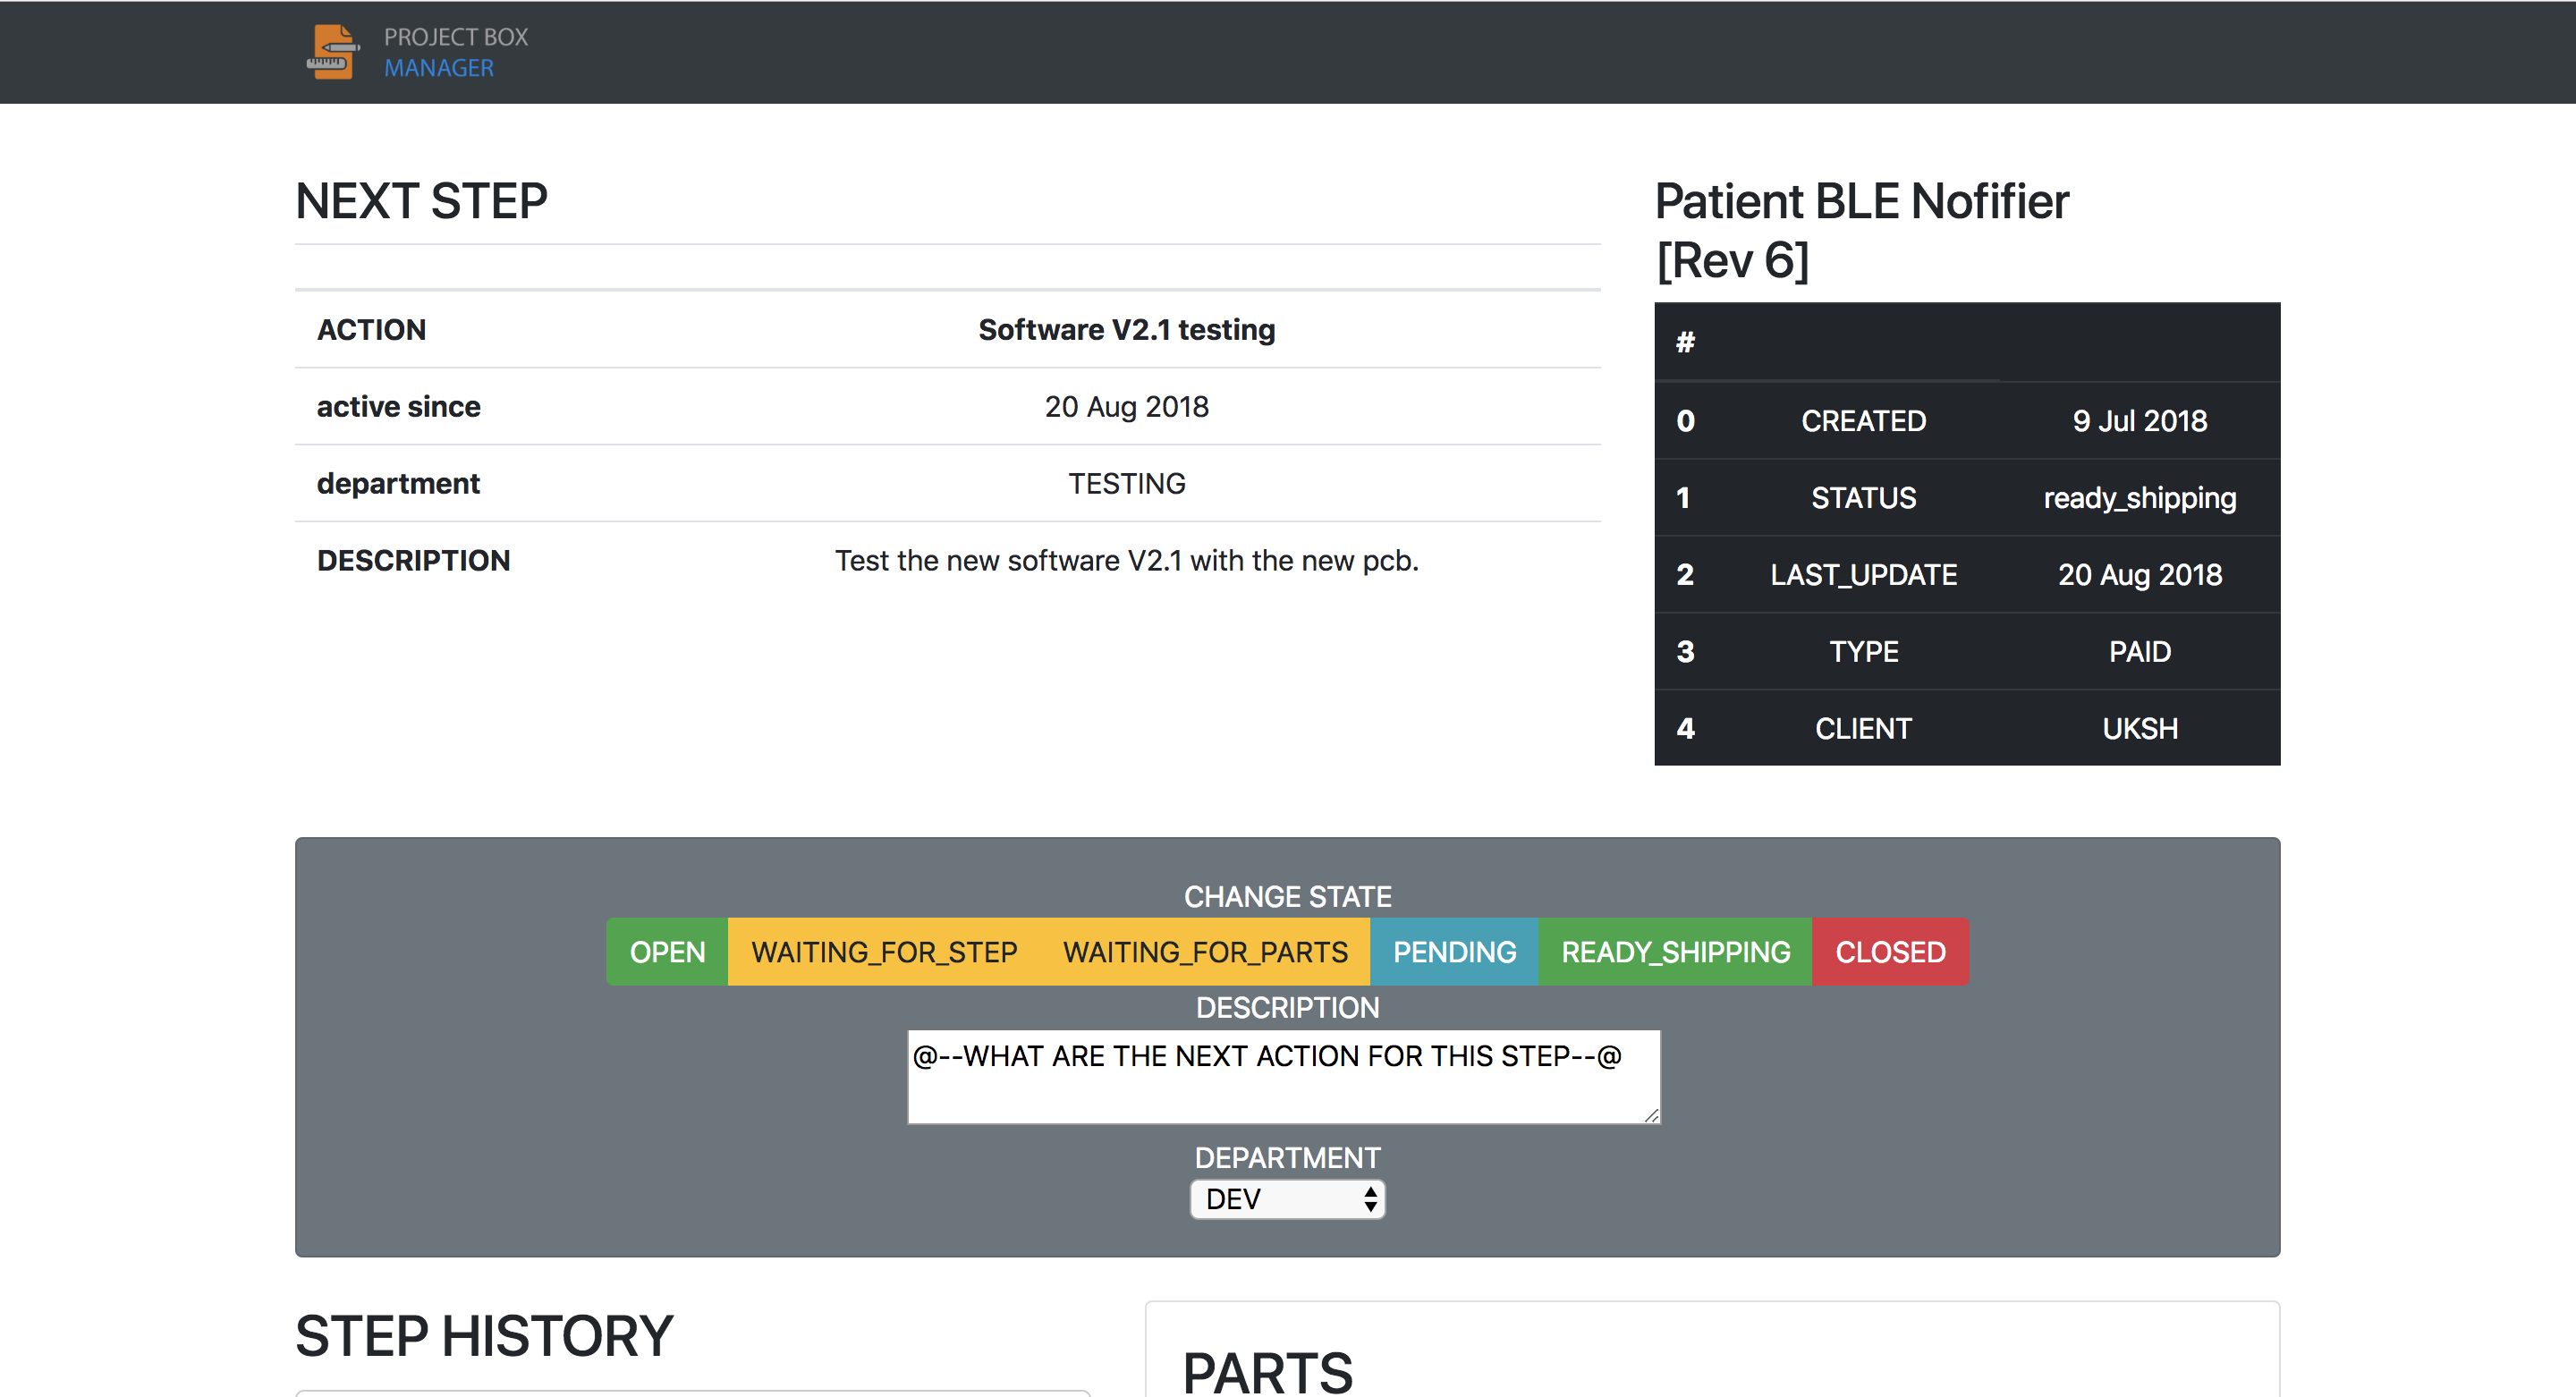 PROJECT BOX
MANAGER
NEXT STEP
ACTION Software V2.1 testing
active since 20 Aug 2018
department TESTING
DESCRIPTION Test the new software V2.1 with the new pcb.
Patient BLE Nofifier
[Rev 6]
#
0 CREATED 9 Jul 2018
1 STATUS ready_shipping
2 LAST_UPDATE 20 Aug 2018
3 TYPE PAID
4 CLIENT UKSH
CHANGE STATE
OPEN WAITING_FOR_STEP WAITING_FOR_PARTS PENDING READY_SHIPPING CLOSED
DESCRIPTION
@--WHAT ARE THE NEXT ACTION FOR THIS STEP--@
DEPARTMENT
DEV
STEP HISTORY
PARTS